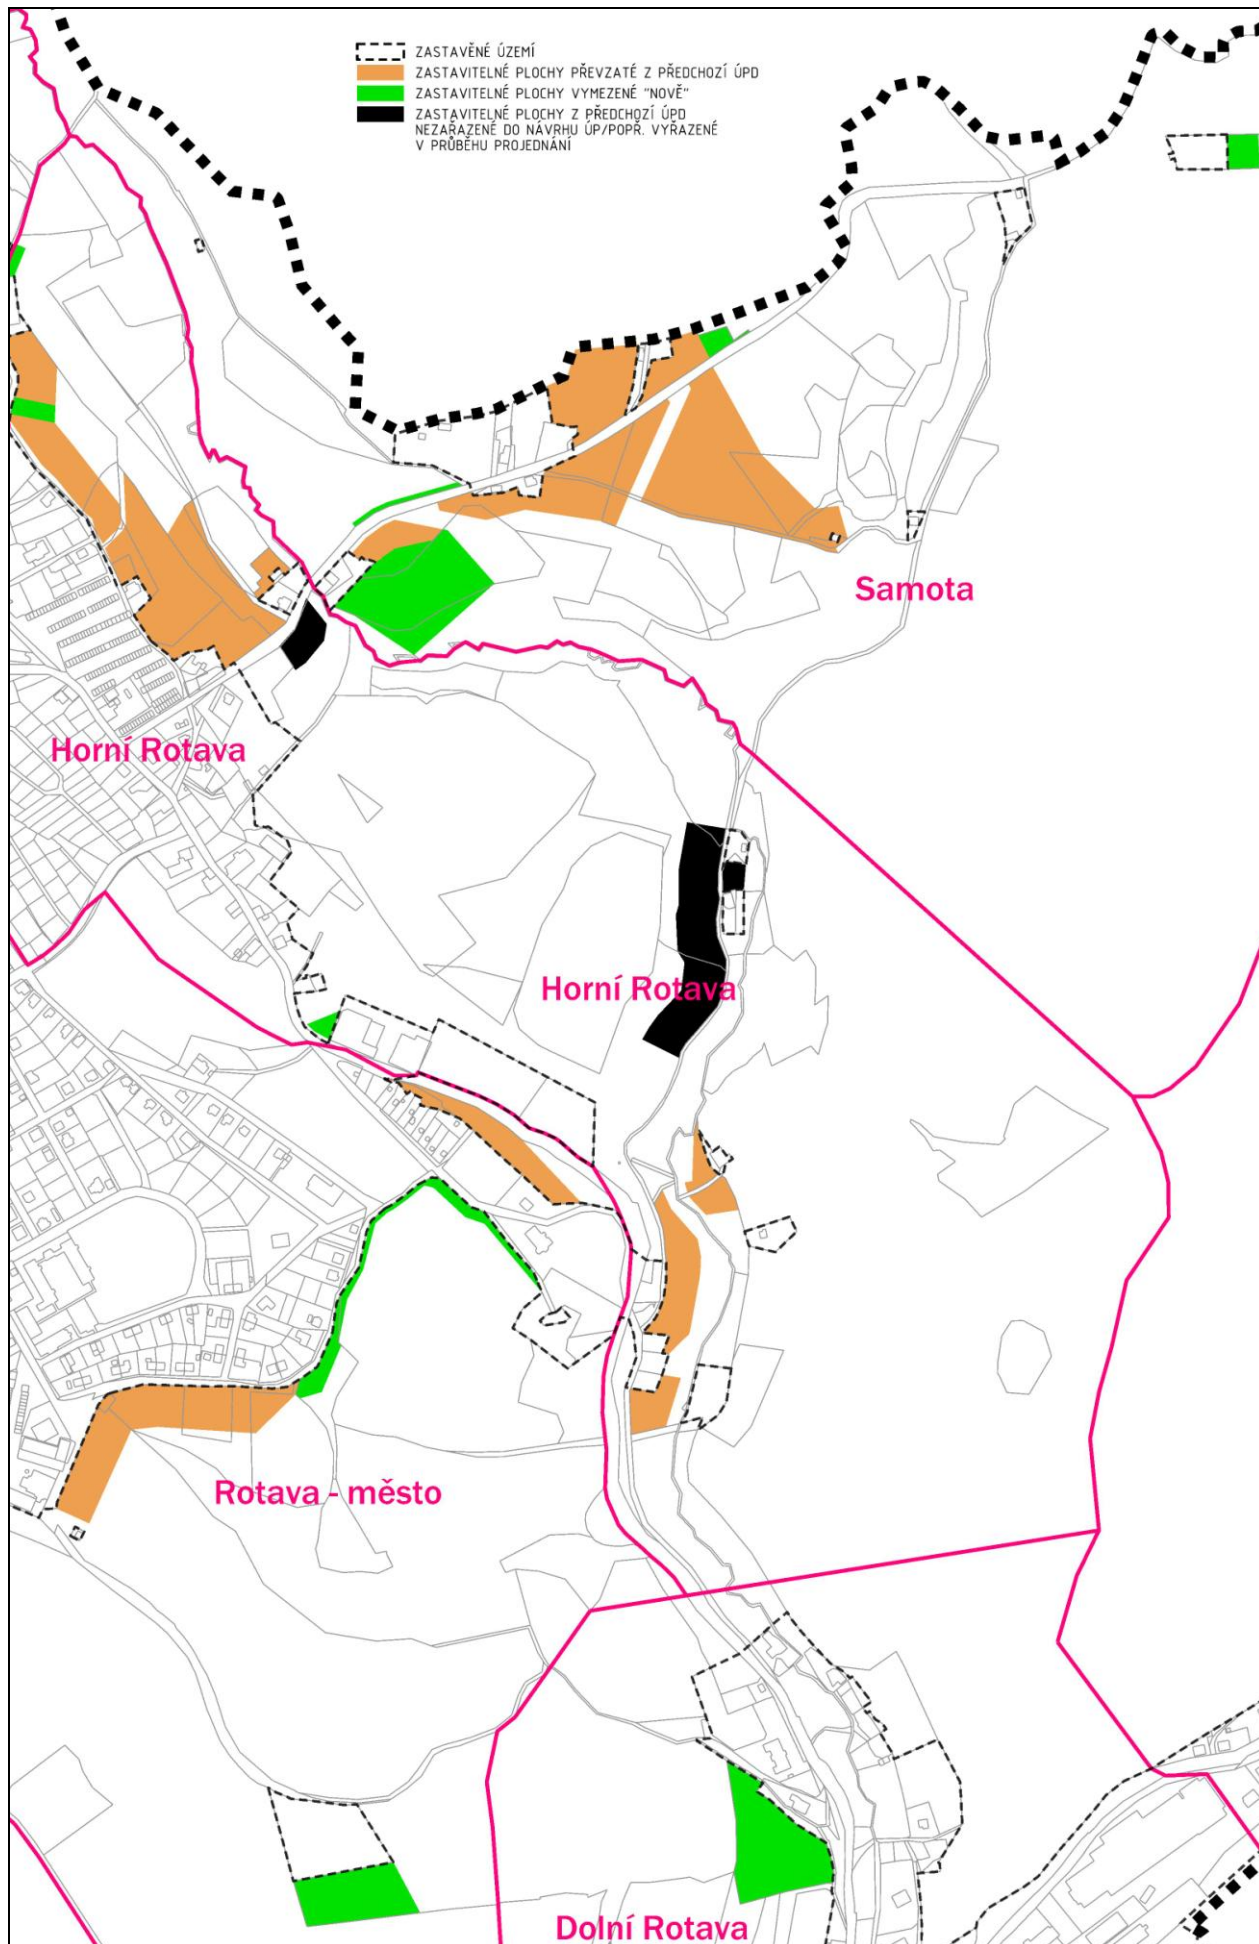 ZASTAVĚNÉ ÚZEMÍ
ZASTAVITELNÉ PLOCHY PŘEVZATÉ Z PŘEDCHOZÍ ÚPD
ZASTAVITELNÉ PLOCHY VYMEZENÉ "NOVĚ"
ZASTAVITELNÉ PLOCHY Z PŘEDCHOZÍ ÚPD
NEZAŘAZENÉ DO NÁVRHU ÚP/POPŘ. VYŘAZENÉ
V PRŮBĚHU PROJEDNÁNÍ
Samota
Horní Rotava
Horní Rotava
Rotava - město
Dolní Rotava